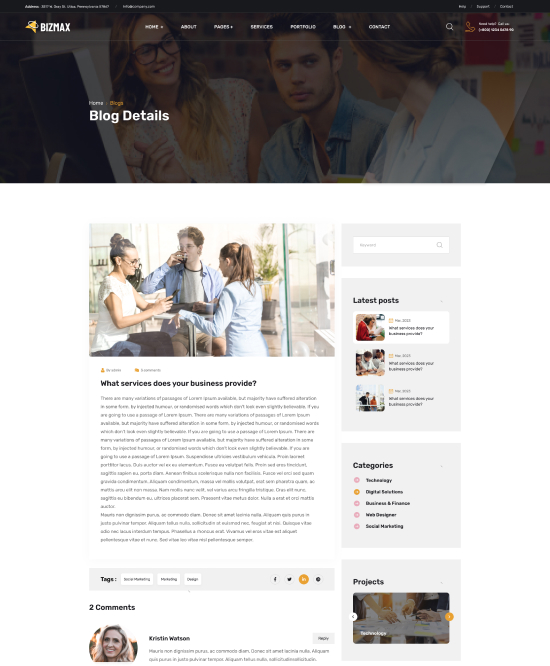 Address: 2817 W. Gray St. Utica, Pennsylvania 57867 info@company.com
Help Support Contact
BIZMAX
HOME ABOUT PAGES + SERVICES PORTFOLIO BLOG CONTACT
Need help? Call us:
(+800) 1234 5678 90
Home Blogs
Blog Details
Keyword
Latest posts
Mar, 2023
What services does your
business provide?
Mar, 2023
What services does your
business provide?
Mar, 2023
What services does your
business provide?
By admin
Comments
What services does your business provide?
There are many variations of passages of Lorem Ipsum available, but majority have suffered alteration
in some form, by injected humour, or randomised words which don't look even slightly believable. If you
are going to use a passage of Lorem Ipsum. There are many variations of passages of Lorem Ipsum
available, but majority have suffered alteration in some form, by injected humour, or randomised words
which don't look even slightly believable. If you are going to use a passage of Lorem Ipsum. There are
many variations of passages of Lorem Ipsum available, but majority have suffered alteration in some
form, by injected humour, or randomised words which don't look even slightly believable. If you are
going to use a passage of Lorem Ipsum. Suspendisse ultricies vestibulum vehicula. Proin laoreet
porttitor lacus. Duis auctor vel ex eu elementum. Fusce eu volutpat felis. Proin sed eros tincidunt,
sagittis sapien eu, porta diam. Aenean finibus scelerisque nulla non facilisis. Fusce vel orci sed quam
gravida condimentum. Aliquam condimentum, massa vel mollis volutpat, erat sem pharetra quam, ac
mattis arcu elit non massa. Nam mollis nunc velit, vel varius arcu fringilla tristique. Cras elit nunc
sagittis eu bibendum eu, ultrices placerat sem. Praesent vitae metus dolor. Nulla a erat et orci mattis
auctor.
Mauris non dignissim purus, ac commodo diam. Donec sit amet lacinia nulla. Aliquam quis purus in
justo pulvinar tempor. Aliquam tellus nulla, sollicitudin at euismod nec, feugiat at nisi. Quisque vitae
odio nec lacus interdum tempus. Phasellus a rhoncus erat. Vivamus vel eros vitae est aliquet
pellentesque vitae et nunc. Sed vitae leo vitae nisl pellentesque semper.
Categories
Technology
Digital Solutions
Business & Finance
Web Designer
Social Marketing
Tags :
Social Marketing
Marketing
Design
Projects
Technology
2 Comments
Kristin Watson
Reply
Mauris non dignissim purus, ac commodo diam. Donec sit amet lacinia nulla. Aliquam
quis purus in justo pulvinar tempor. Aliquam tellus nulla, sollicitudin